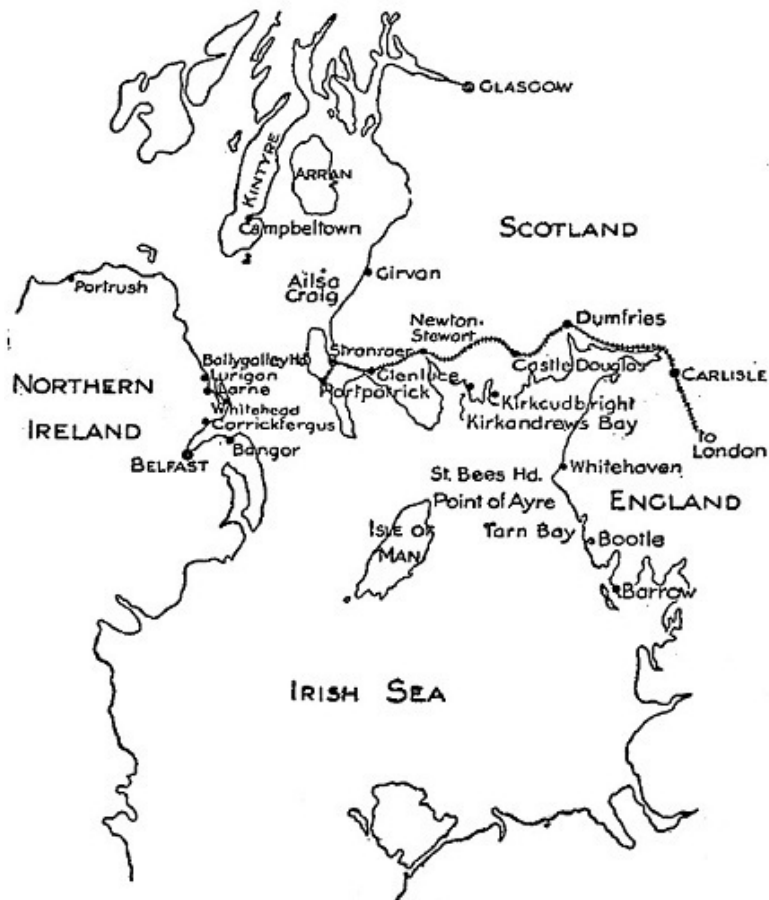 GLASGOW
KINTYRE
ARRAN
Campbeltown
SCOTLAND
Portrush
Ailsa
Craig
Girvan
Newton-
Stewart
Dumfries
Ballygalley Hd.
Stranraer
Castle Douglas
Lurigan
Glenluce
CARLISLE
NORTHERN
IRELAND
Larne
Portpatrick
Whitehead
Kirkcudbright
Carrickfergus
Kirkandrews Bay
to
London
Bangor
BELFAST
Whitehaven
St. Bees Hd.
Point of Ayre
ENGLAND
ISLE OF
MAN
Tarn Bay
Bootle
Barrow
IRISH SEA